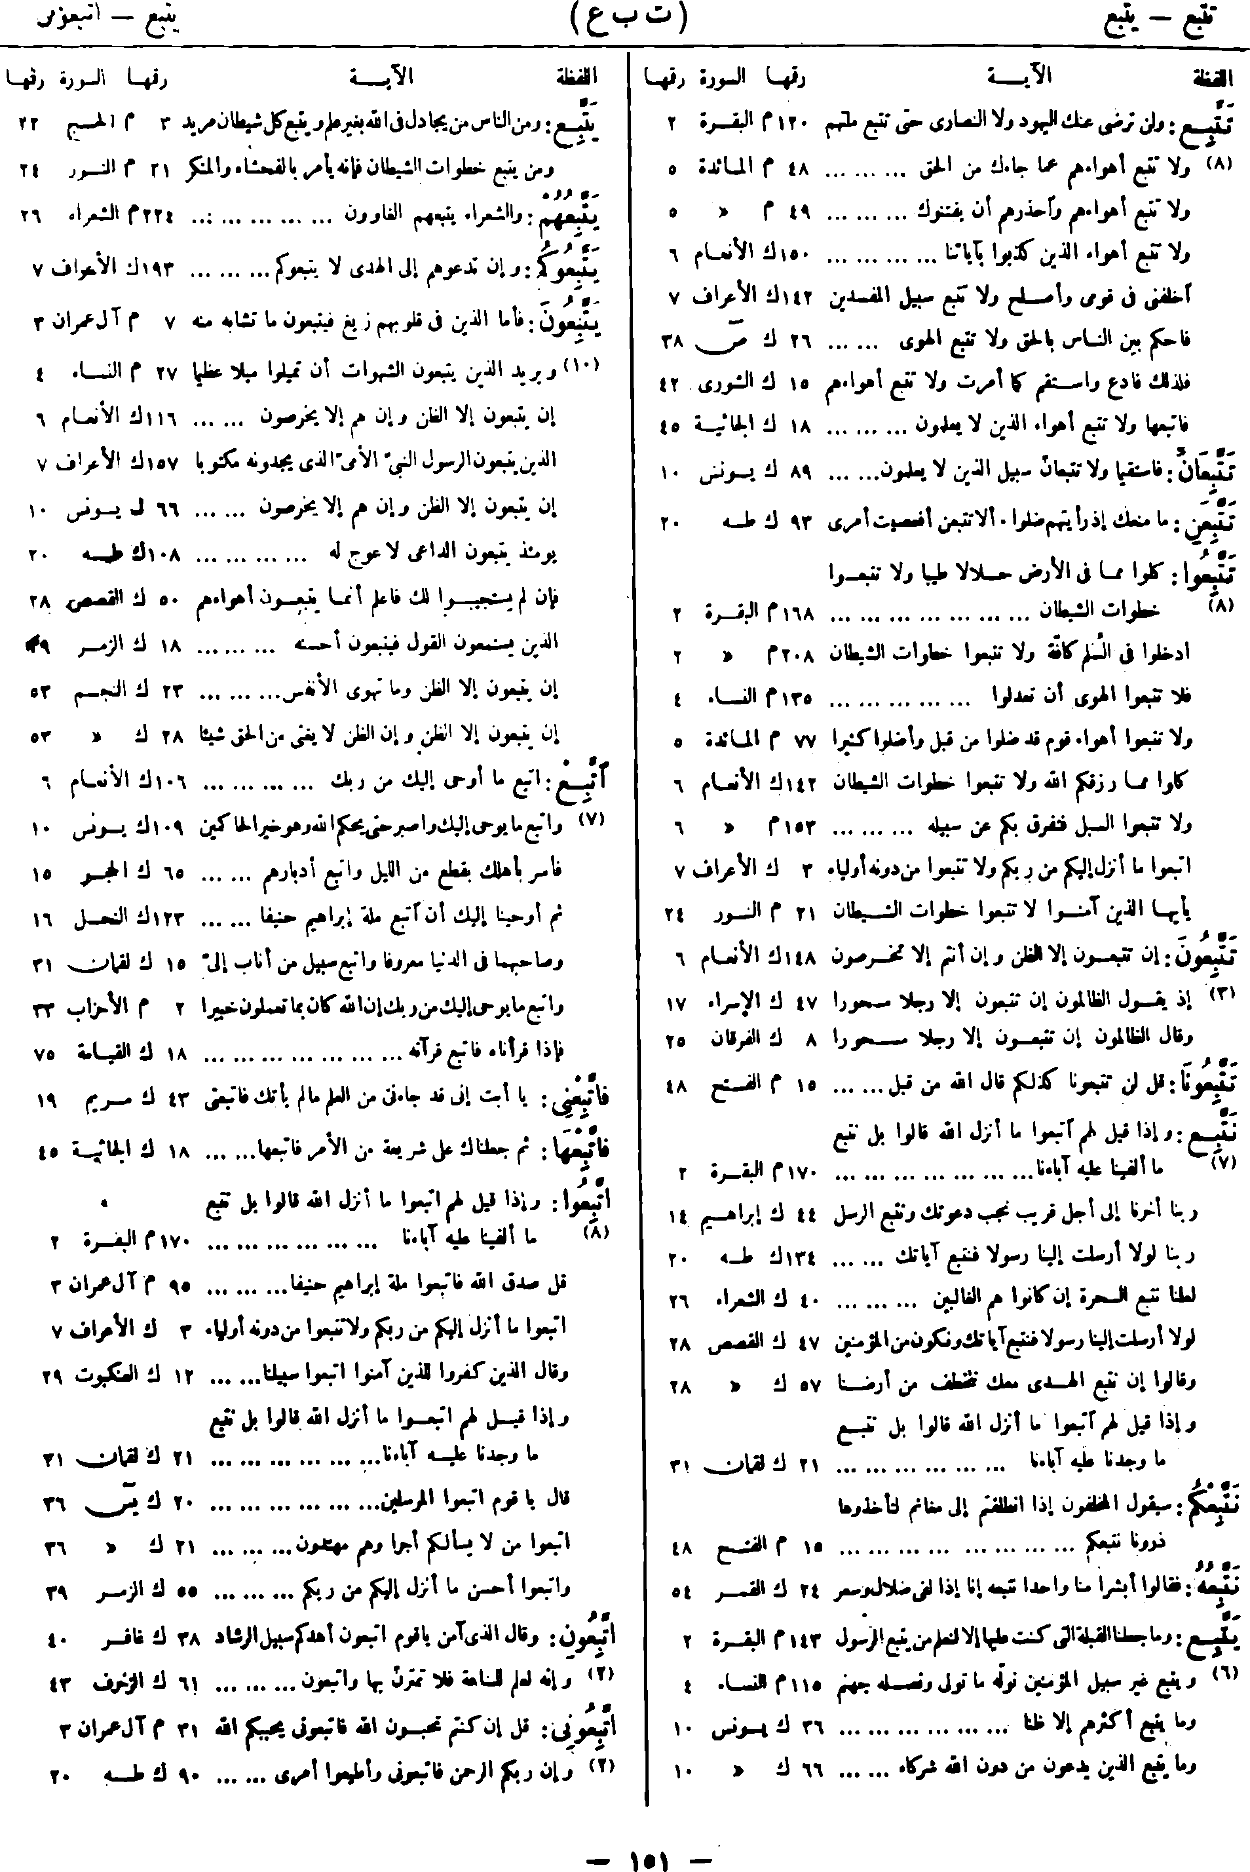 تتبع — يتبع
(ت ب ع)
يتبع — اتبعونى
اللفظة الآيــة رقها السورة رقها
تَتَّبِعَ : ولن ترضى عنك اليهود ولا النصارى حتى تتبع ملتهم ١٢٠ م البقرة ٢
(٨) ولا تتبع أهواءهم عما جاءك من الحق ... ... ... ٤٨ م المائدة ٥
ولا تتبع أهواءهم وآحذرهم أن يفتنوك ... ... ... ٤٩ م » ٥
ولا تتبع أهواء الذين كذبوا بآياتنا ... ... ... ... ١٥٠ ك الأنعام ٦
آخلفنى فى قومى وأصلح ولا تتبع سبيل المفسدين ١٤٢ ك الأعراف ٧
فاحكم بين الناس بالحق ولا تتبع الهوى ... ... ٢٦ ك صٓ ٣٨
فلذلك فادع واستقم كما أمرت ولا تتبع أهواءهم ١٥ ك الشورى ٤٢
فاتبعها ولا تتبع أهواء الذين لا يعلمون ... ... ... ١٨ ك الجاثية ٤٥
تَتَّبِعَانِّ : فاستقيما ولا تتبعانّ سبيل الذين لا يعلمون... ... ٨٩ ك يونس ١٠
تَتَّبِعَنِ : ما منعك إذ رأيتهم ضلوا . ألا تتبعن أفعصيت أمرى ٩٣ ك طه ٢٠
تَتَّبِعُوا : كلوا مما فى الأرض حلالا طيبا ولا تتبعوا
(٨) خطوات الشيطان ... ... ... ... ... ... ... ١٦٨ م البقرة ٢
ادخلوا فى السِّلم كافّة ولا تتبعوا خطوات الشيطان ٢٠٨ م » ٢
فلا تتبعوا الهوى أن تعدلوا ... ... ... ... ... ١٣٥ م النساء ٤
ولا تتبعوا أهواء قوم قد ضلوا من قبل وأضلوا كثيرا ٧٧ م المائدة ٥
كلوا مما رزقكم الله ولا تتبعوا خطوات الشيطان ١٤٢ ك الأنعام ٦
ولا تتبعوا السبل فتفرق بكم عن سبيله ... ... ... ١٥٣ م » ٦
اتبعوا ما أنزل إليكم من ربكم ولا تتبعوا من دونه أولياء ٣ ك الأعراف ٧
يأيها الذين آمنوا لا تتبعوا خطوات الشيطان ٢١ م النور ٢٤
تَتَّبِعُونَ : إن تتبعون إلا الظن وإن أنتم إلا تخرصون ١٤٨ ك الأنعام ٦
(٣) إذ يقول الظالمون إن تتبعون إلا رجلا مسحورا ٤٧ ك الإسراء ١٧
وقال الظالمون إن تتبعون إلا رجلا مسحورا ٨ ك الفرقان ٢٥
تَتَّبِعُونَا : قل لن تتبعونا كذلكم قال الله من قبل ... ... ١٥ م الفتح ٤٨
نَتَّبِع : وإذا قيل لهم آتبعوا ما أنزل الله قالوا بل نتبع
(٧) ما ألفينا عليه آباءنا... ... ... ... ... ... ... ١٧٠ م البقرة ٢
ربنا أخرنا إلى أجل قريب نجب دعوتك ونتبع الرسل ٤٤ ك إبراهيم ١٤
ربنا لولا أرسلت إلينا رسولا فنتبع آياتك ... ... ١٣٤ ك طه ٢٠
لعلنا نتبع السحرة إن كانوا هم الغالبين ... ... ... ٤٠ ك الشعراء ٢٦
لولا أرسلت إلينا رسولا فنتبع آياتك ونكون من المؤمنين ٤٧ ك القصص ٢٨
وقالوا إن نتبع الهدى معك نتخطف من أرضنا ٥٧ ك » ٢٨
وإذا قيل لهم آتبعوا ما أنزل الله قالوا بل نتبع
ما وجدنا عليه آباءنا ... ... ... ... ... ... ٢١ ك لقمان ٣١
نَتَّبِعْكُمْ : سيقول المخلفون إذا انطلقتم إلى مغانم لتأخذوها
ذرونا نتبعكم ... ... ... ... ... ... ... ... ١٥ م الفتح ٤٨
نَتَّبِعُهُ : فقالوا أبشرا منا واحدا نتبعه إنا إذا لفى ضلال وسعر ٢٤ ك القمر ٥٤
يَتَّبِع : وما جعلنا القبلة التى كنت عليها إلا لنعلم من يتبع الرسول ١٤٣ م البقرة ٢
(٦) ويتبع غير سبيل المؤمنين نولّه ما تولى ونصله جهنم ١١٥ م النساء ٤
وما يتبع أكثرهم إلا ظنا ... ... ... ... ... ... ٣٦ ك يونس ١٠
وما يتبع الذين يدعون من دون الله شركاء ... ... ٦٦ ك » ١٠
اللفظة الآيــة رقها السورة رقها
يَتَّبِع : ومن الناس من يجادل فى الله بغير علم ويتبع كل شيطان مريد ٣ م الحج ٢٢
ومن يتبع خطوات الشيطان فإنه يأمر بالفحشاء والمنكر ٢١ م النور ٢٤
يَتَّبِعُهُمُ : والشعراء يتبعهم الغاوون ... ... ... ... ... ٢٢٤ م الشعراء ٢٦
يَتَّبِعُوكُمْ : وإن تدعوهم إلى الهدى لا يتبعوكم ... ... ... ١٩٣ ك الأعراف ٧
يَتَّبِعُونَ : فأما الذين فى قلوبهم زيغ فيتبعون ما تشابه منه ٧ م آل عمران ٣
(١٠) ويريد الذين يتبعون الشهوات أن تميلوا ميلا عظيما ٢٧ م النساء ٤
إن يتبعون إلا الظن وإن هم إلا يخرصون ... ... ١١٦ ك الأنعام ٦
الذين يتبعون الرسول النبىّ الأمىّ الذى يجدونه مكتوبا ١٥٧ ك الأعراف ٧
إن يتبعون إلا الظن وإن هم إلا يخرصون ... ... ٦٦ ك يونس ١٠
يومئذ يتبعون الداعى لا عوج له ... ... ... ... ١٠٨ ك طه ٢٠
فإن لم يستجيبوا لك فاعلم أنما يتبعون أهواءهم ٥٠ ك القصص ٢٨
الذين يستمعون القول فيتبعون أحسنه ... ... ... ١٨ ك الزمر ٣٩
إن يتبعون إلا الظن وما تهوى الأنفس... ... ... ٢٣ ك النجم ٥٣
إن يتبعون إلا الظن وإن الظن لا يغنى من الحق شيئا ٢٨ ك » ٥٣
اَتَّبِعْ : اتبع ما أوحى إليك من ربك ... ... ... ... ١٠٦ ك الأنعام ٦
(٧) واتبع ما يوحى إليك واصبر حتى يحكم الله وهو خير الحاكمين ١٠٩ ك يونس ١٠
فأسر بأهلك بقطع من الليل واتبع أدبارهم ... ... ٦٥ ك الحجر ١٥
ثم أوحينا إليك أن آتبع ملة إبراهيم حنيفا ... ... ١٢٣ ك النحل ١٦
وصاحبهما فى الدنيا معروفا واتبع سبيل من أناب إلىّ ١٥ ك لقمان ٣١
واتبع ما يوحى إليك من ربك إن الله كان بما تعملون خبيرا ٢ م الأحزاب ٣٣
فإذا قرأناه فاتبع قرآنه ... ... ... ... ... ... ... ١٨ ك القيامة ٧٥
فَاتَّبِعْنِى : يا أبت إنى قد جاءنى من العلم ما لم يأتك فاتبعنى ٤٣ ك مريم ١٩
فَاتَّبِعْهَا : ثم جعلناك على شريعة من الأمر فاتبعها... ... ١٨ ك الجاثية ٤٥
اتَّبِعُوا : وإذا قيل لهم اتبعوا ما أنزل الله قالوا بل نتبع
(٨) ما ألفينا عليه آباءنا ... ... ... ... ... ... ١٧٠ م البقرة ٢
قل صدق الله فاتبعوا ملة إبراهيم حنيفا... ... ... ٩٥ م آل عمران ٣
اتبعوا ما أنزل إليكم من ربكم ولا تتبعوا من دونه أولياء ٣ ك الأعراف ٧
وقال الذين كفروا للذين آمنوا اتبعوا سبيلنا... ... ١٢ ك العنكبوت ٢٩
وإذا قيل لهم اتبعوا ما أنزل الله قالوا بل نتبع
ما وجدنا عليه آباءنا... ... ... ... ... ... ٢١ ك لقمان ٣١
قال يا قوم اتبعوا المرسلين... ... ... ... ... ... ٢٠ ك يسٓ ٣٦
اتبعوا من لا يسألكم أجرا وهم مهتدون ... ... ... ٢١ ك » ٣٦
واتبعوا أحسن ما أنزل إليكم من ربكم ... ... ... ٥٥ ك الزمر ٣٩
اتَّبِعُونِ : وقال الذى آمن يا قوم اتبعون أهدكم سبيل الرشاد ٣٨ ك غافر ٤٠
(٢) وإنه لعلم للساعة فلا تمترنّ بها واتبعون ... ... ... ٦١ ك الزخرف ٤٣
اتَّبِعُونِى : قل إن كنتم تحبون الله فاتبعونى يحببكم الله ٣١ م آل عمران ٣
(٢) وإن ربكم الرحمن فاتبعونى وأطيعوا أمرى ... ... ٩٠ ك طه ٢٠
— ١٥١ —